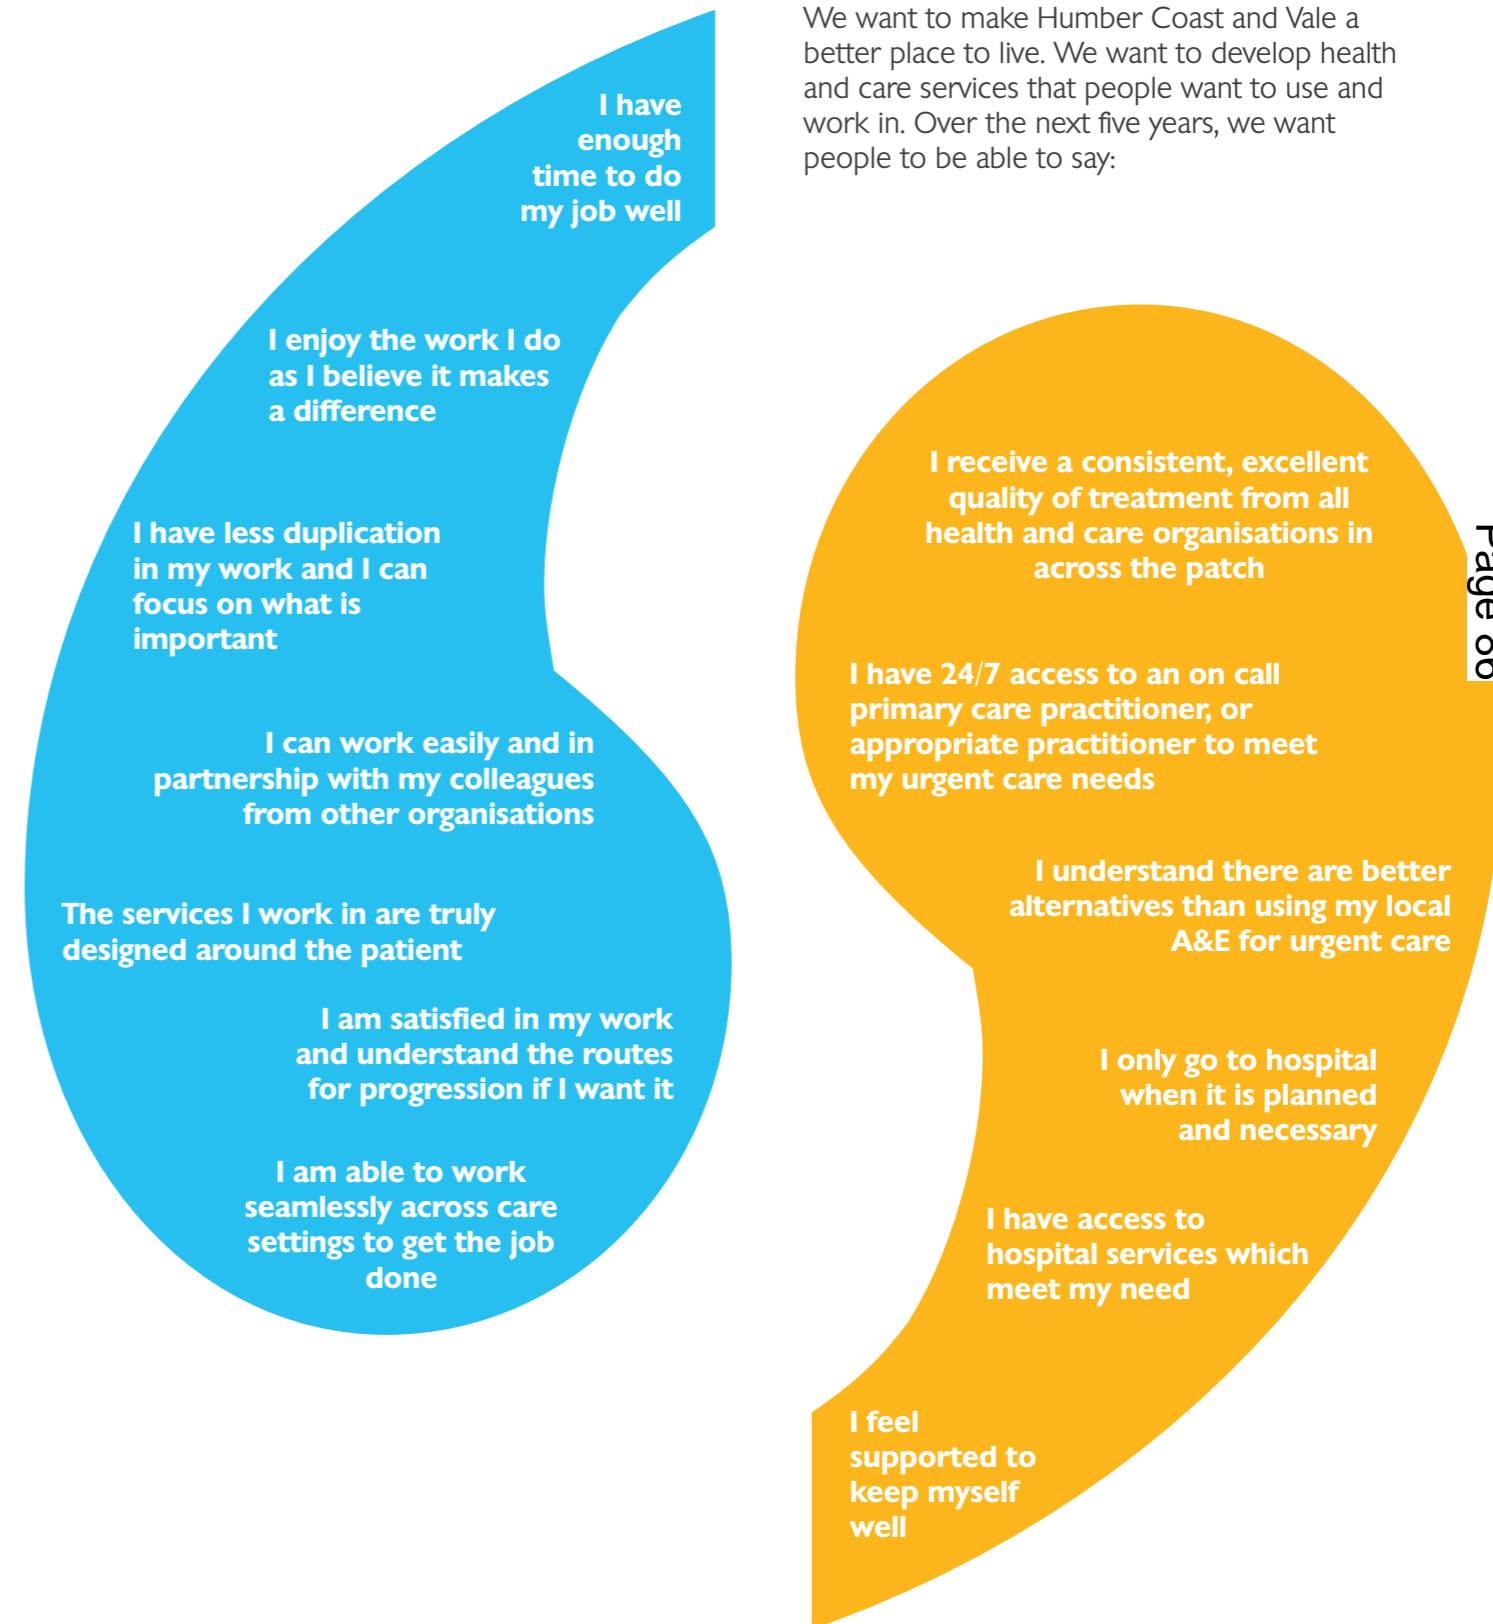 We want to make Humber Coast and Vale a
better place to live. We want to develop health
and care services that people want to use and
work in. Over the next five years, we want
people to be able to say:
I have
enough
time to do
my job well
I enjoy the work I do
as I believe it makes
a difference
I have less duplication
in my work and I can
focus on what is
important
I can work easily and in
partnership with my colleagues
from other organisations
The services I work in are truly
designed around the patient
I am satisfied in my work
and understand the routes
for progression if I want it
I am able to work
seamlessly across care
settings to get the job
done
I receive a consistent, excellent
quality of treatment from all
health and care organisations in
across the patch
I have 24/7 access to an on call
primary care practitioner, or
appropriate practitioner to meet
my urgent care needs
I understand there are better
alternatives than using my local
A&E for urgent care
I only go to hospital
when it is planned
and necessary
I have access to
hospital services which
meet my need
I feel
supported to
keep myself
well
Page